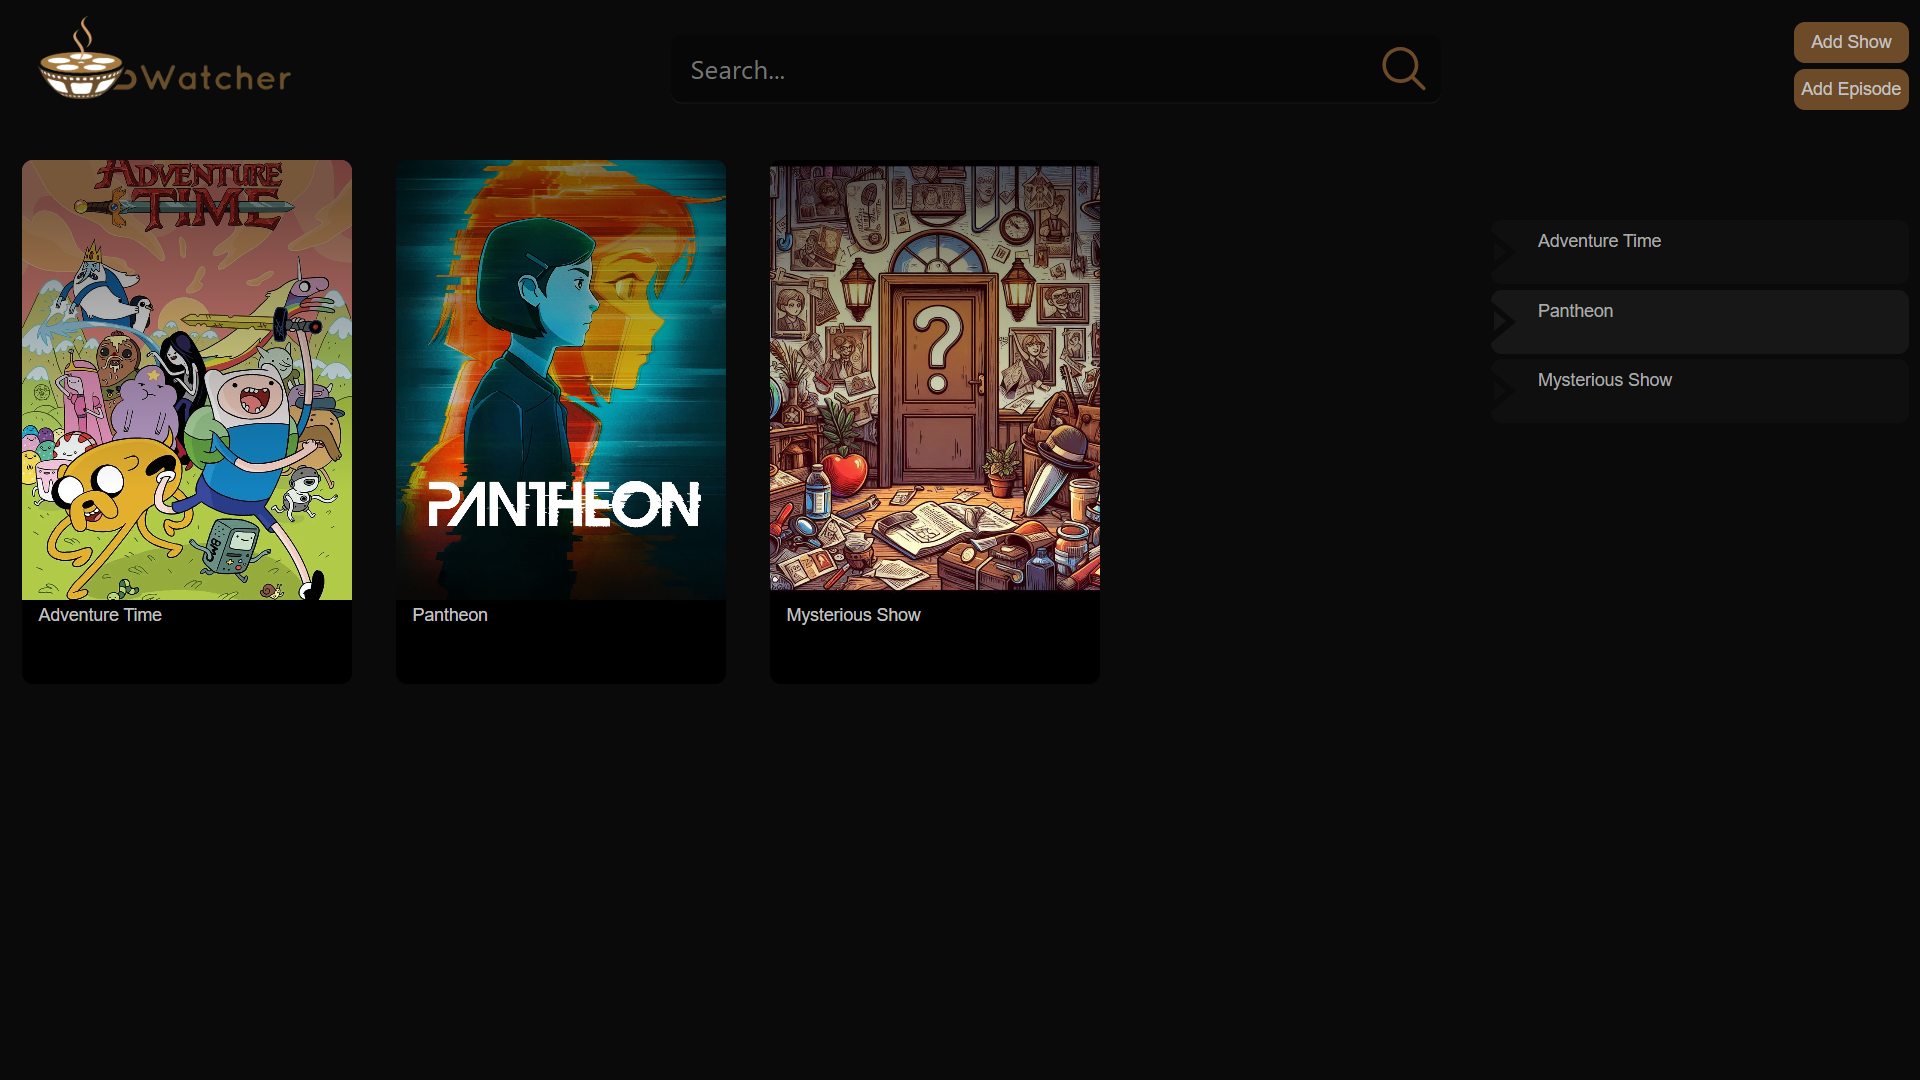 Watcher
Search...
Add Show
Add Episode
ADVENTURE
TIME
PANTHEON
?
BMO
Adventure Time
Pantheon
Mysterious Show
Adventure Time
Pantheon
Mysterious Show